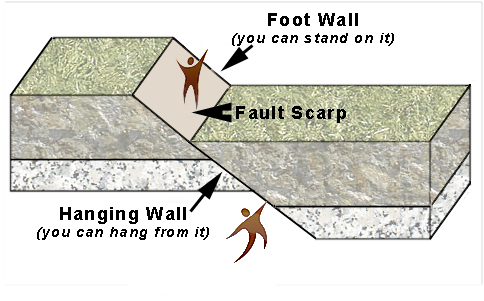 Foot Wall
(you can stand on it)
Fault Scarp
Hanging Wall
(you can hang from it)